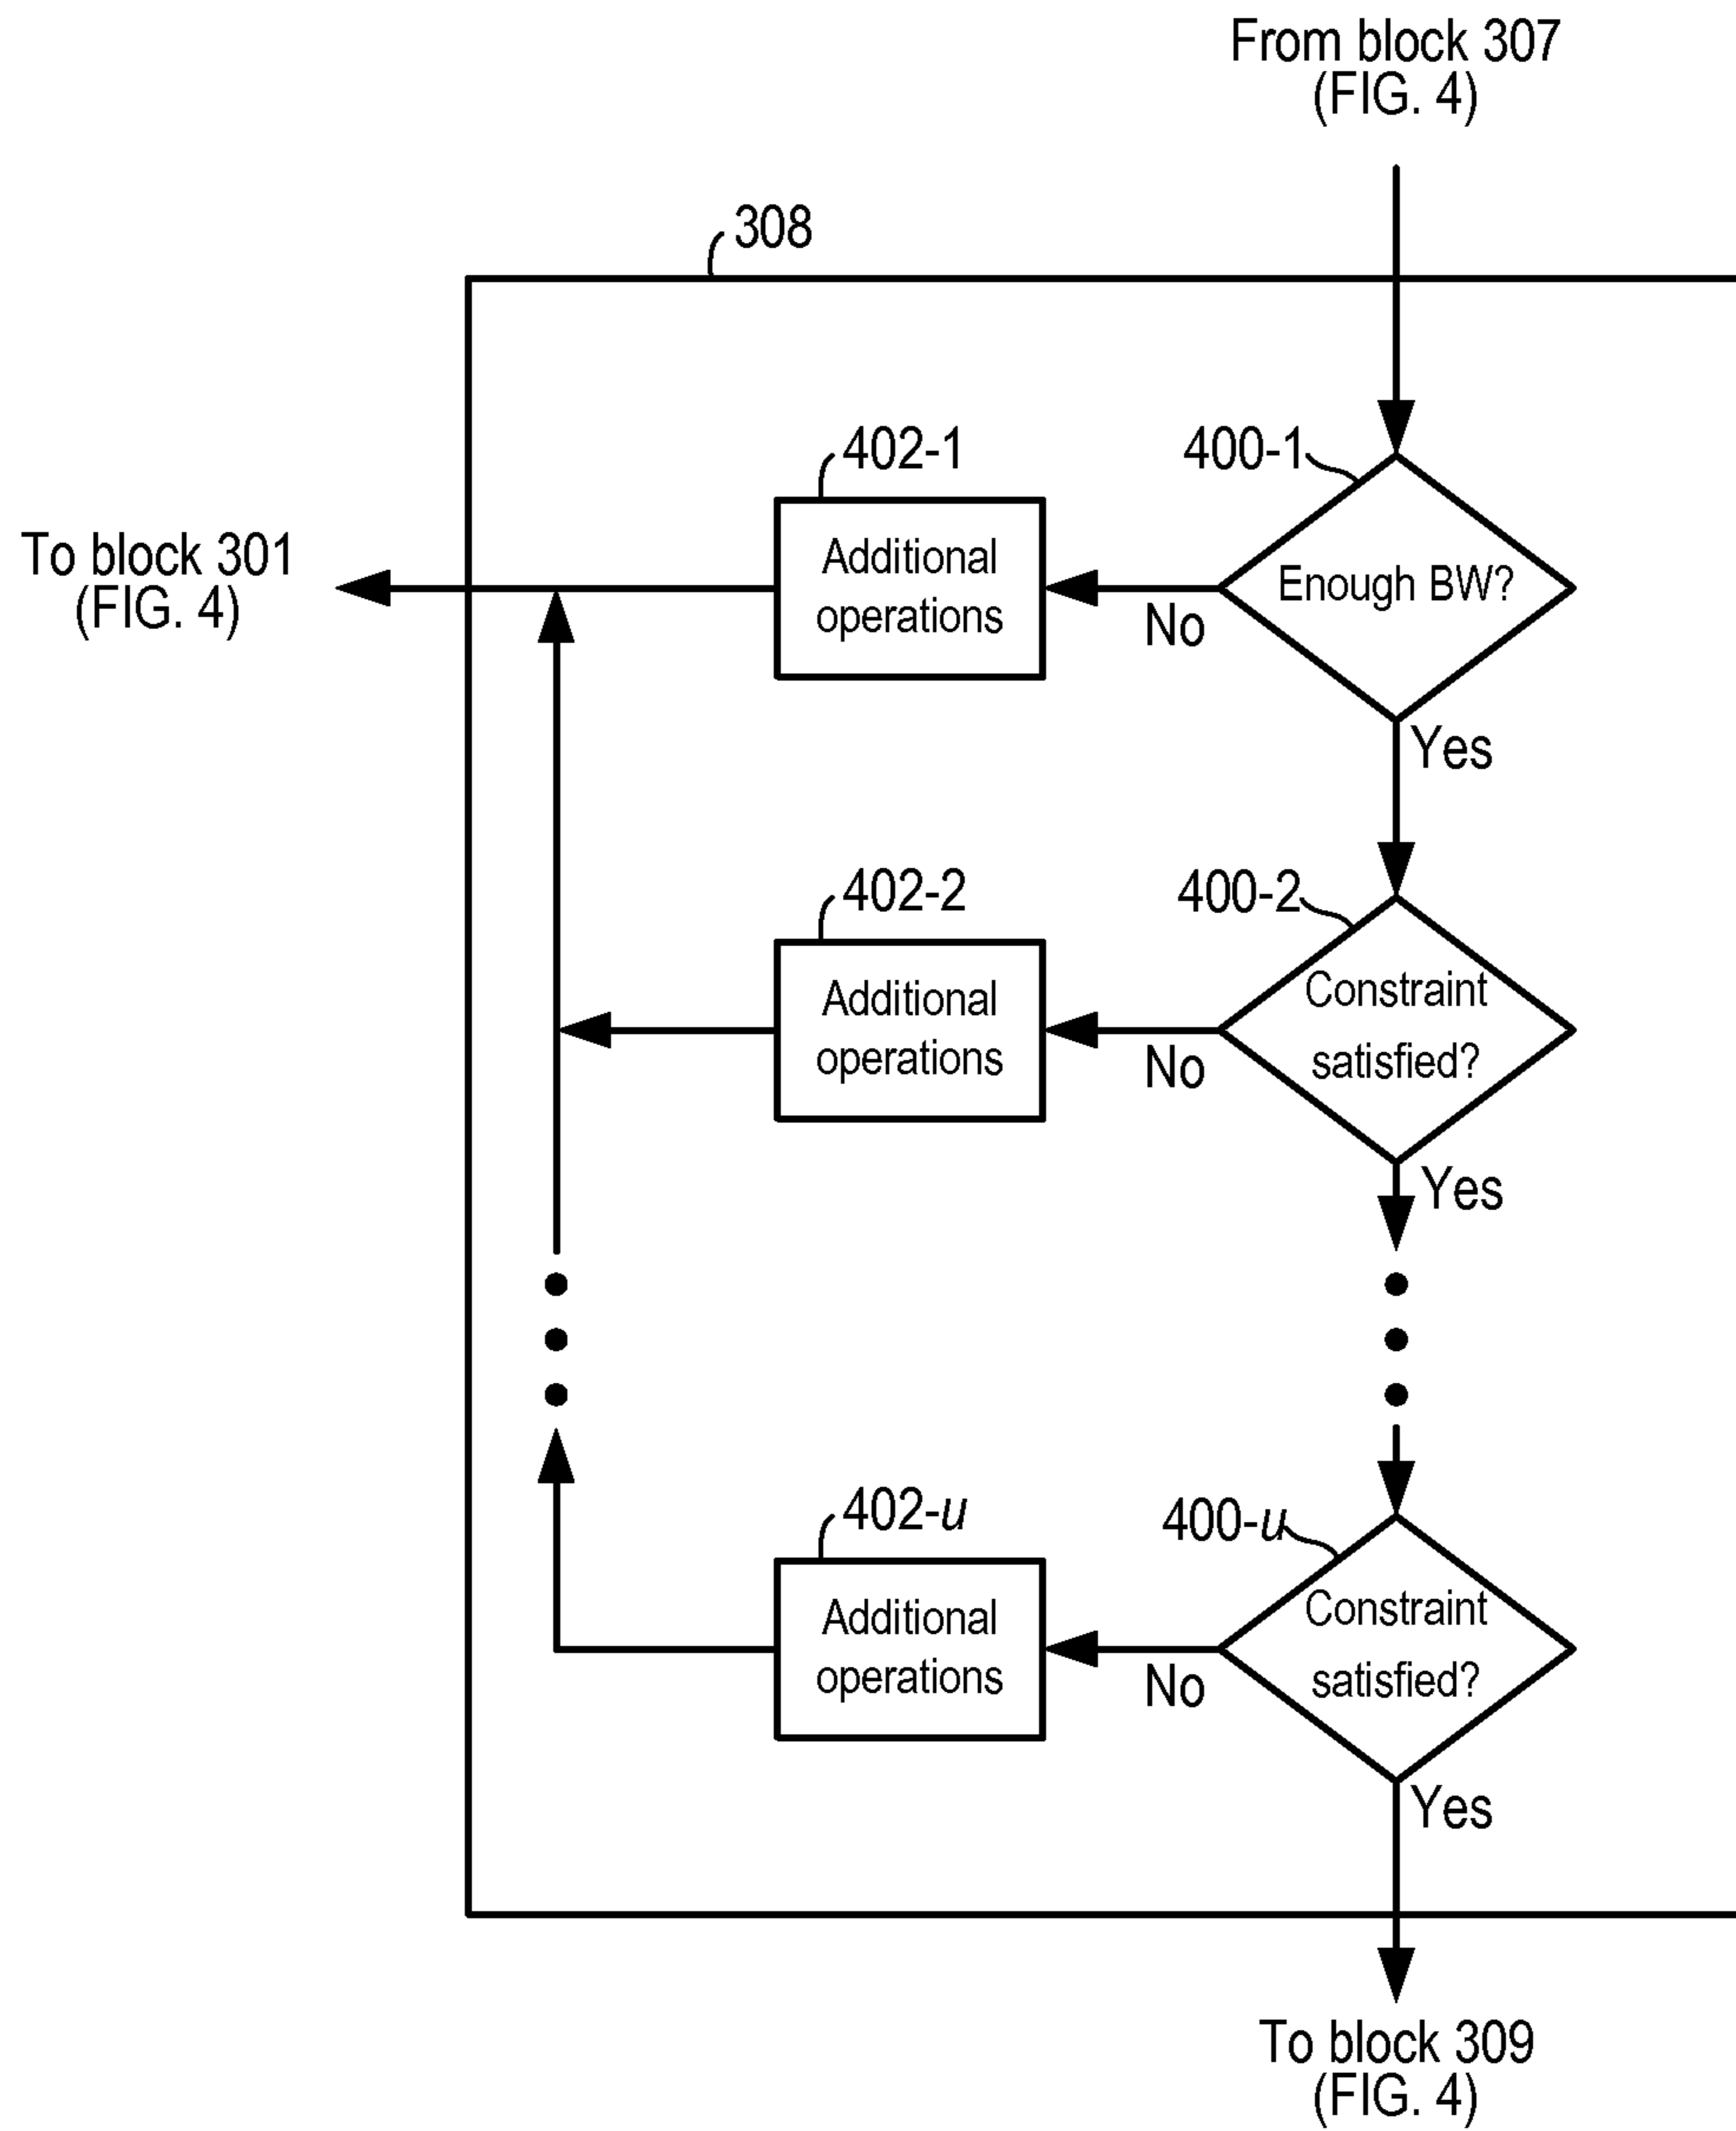 From block 307
(FIG. 4)
308
402-1
400-1
To block 301
(FIG. 4)
Additional
operations
Enough BW?
No
Yes
402-2
400-2
Additional
operations
Constraint
satisfied?
No
Yes
402-u
400-u
Additional
operations
Constraint
satisfied?
No
Yes
To block 309
(FIG. 4)